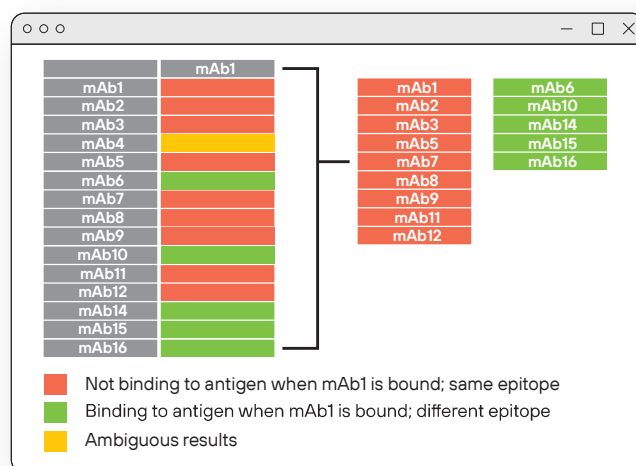 mAb1
mAb1
mAb2
mAb3
mAb4
mAb5
mAb6
mAb7
mAb8
mAb9
mAb10
mAb11
mAb12
mAb14
mAb15
mAb16
mAb1
mAb2
mAb3
mAb5
mAb7
mAb8
mAb9
mAb11
mAb12
mAb6
mAb10
mAb14
mAb15
mAb16
Not binding to antigen when mAb1 is bound; same epitope
Binding to antigen when mAb1 is bound; different epitope
Ambiguous results